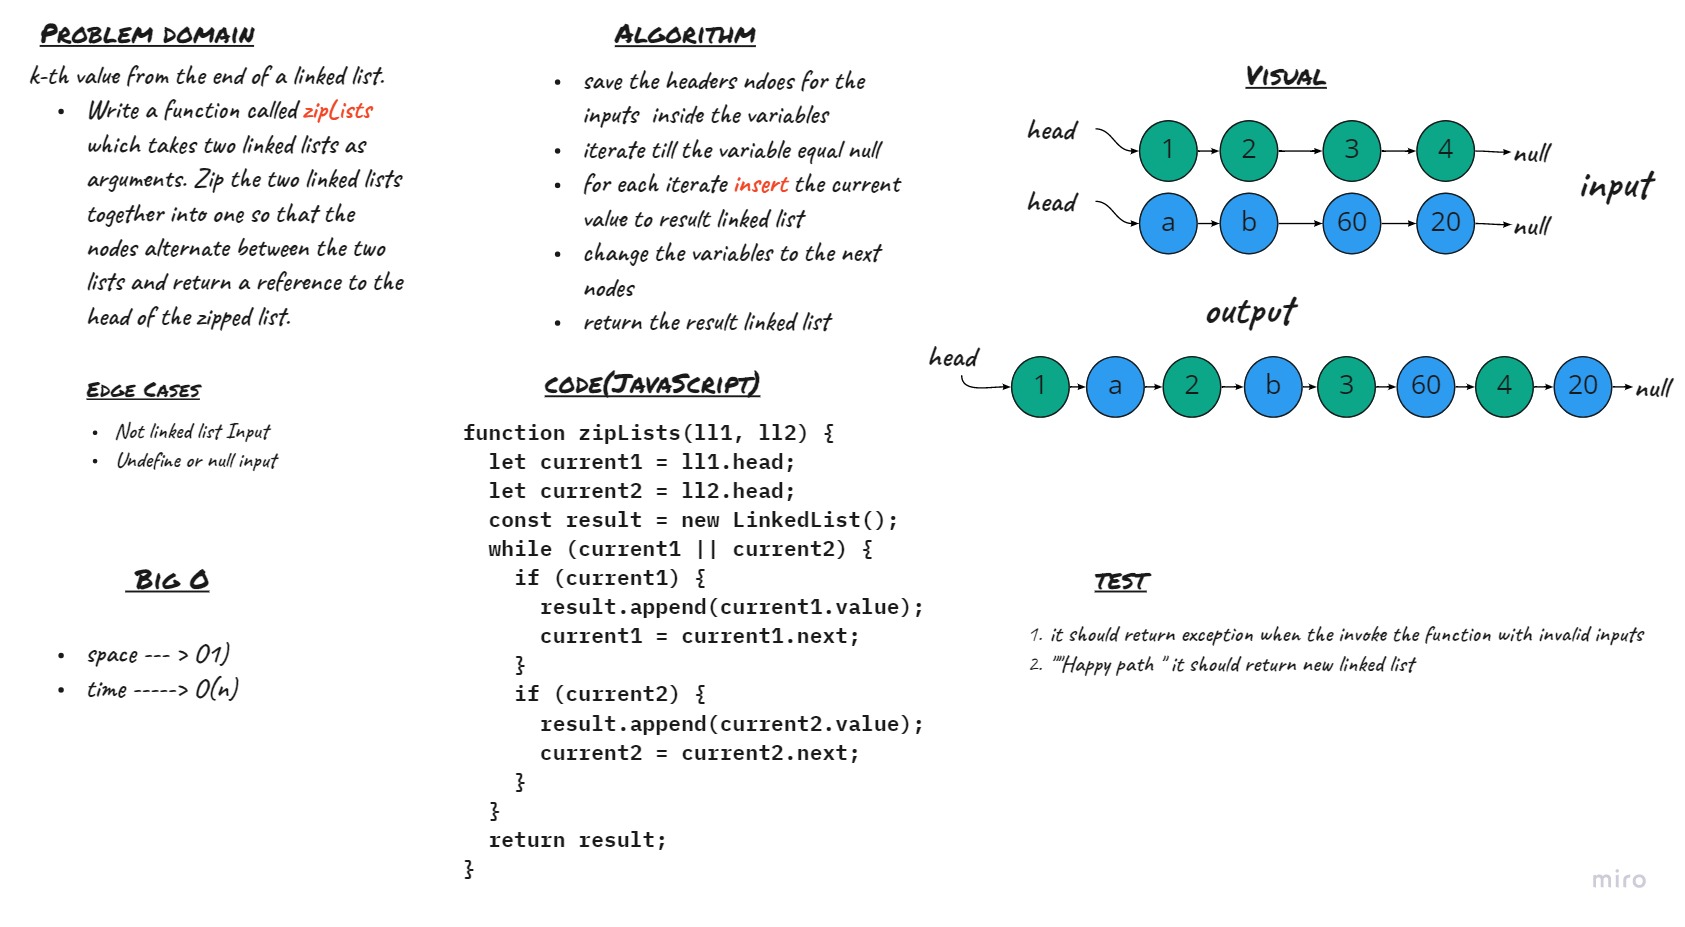 PROBLEM DOMAIN
k-th value from the end of a linked list.
• Write a function called zipLists
which takes two linked lists as
arguments. Zip the two linked lists
together into one so that the
nodes alternate between the two
lists and return a reference to the
head of the zipped list.
EDGE CASES
• Not linked list Input
• Undefine or null input
BIG O
• space --- > O1)
• time -----> O(n)
ALGORITHM
• save the headers ndoes for the
inputs inside the variables
• iterate till the variable equal null
• for each iterate insert the current
value to result linked list
• change the variables to the next
nodes
• return the result linked list
CODE(JAVASCRIPT)
function zipLists(ll1, ll2) {
  let current1 = ll1.head;
  let current2 = ll2.head;
  const result = new LinkedList();
  while (current1 || current2) {
    if (current1) {
      result.append(current1.value);
      current1 = current1.next;
    }
    if (current2) {
      result.append(current2.value);
      current2 = current2.next;
    }
  }
  return result;
}
VISUAL
head 1 2 3 4 null
input
head a b 60 20 null
output
head 1 a 2 b 3 60 4 20 null
TEST
1. it should return exception when the invoke the function with invalid inputs
2. ""Happy path " it should return new linked list
miro